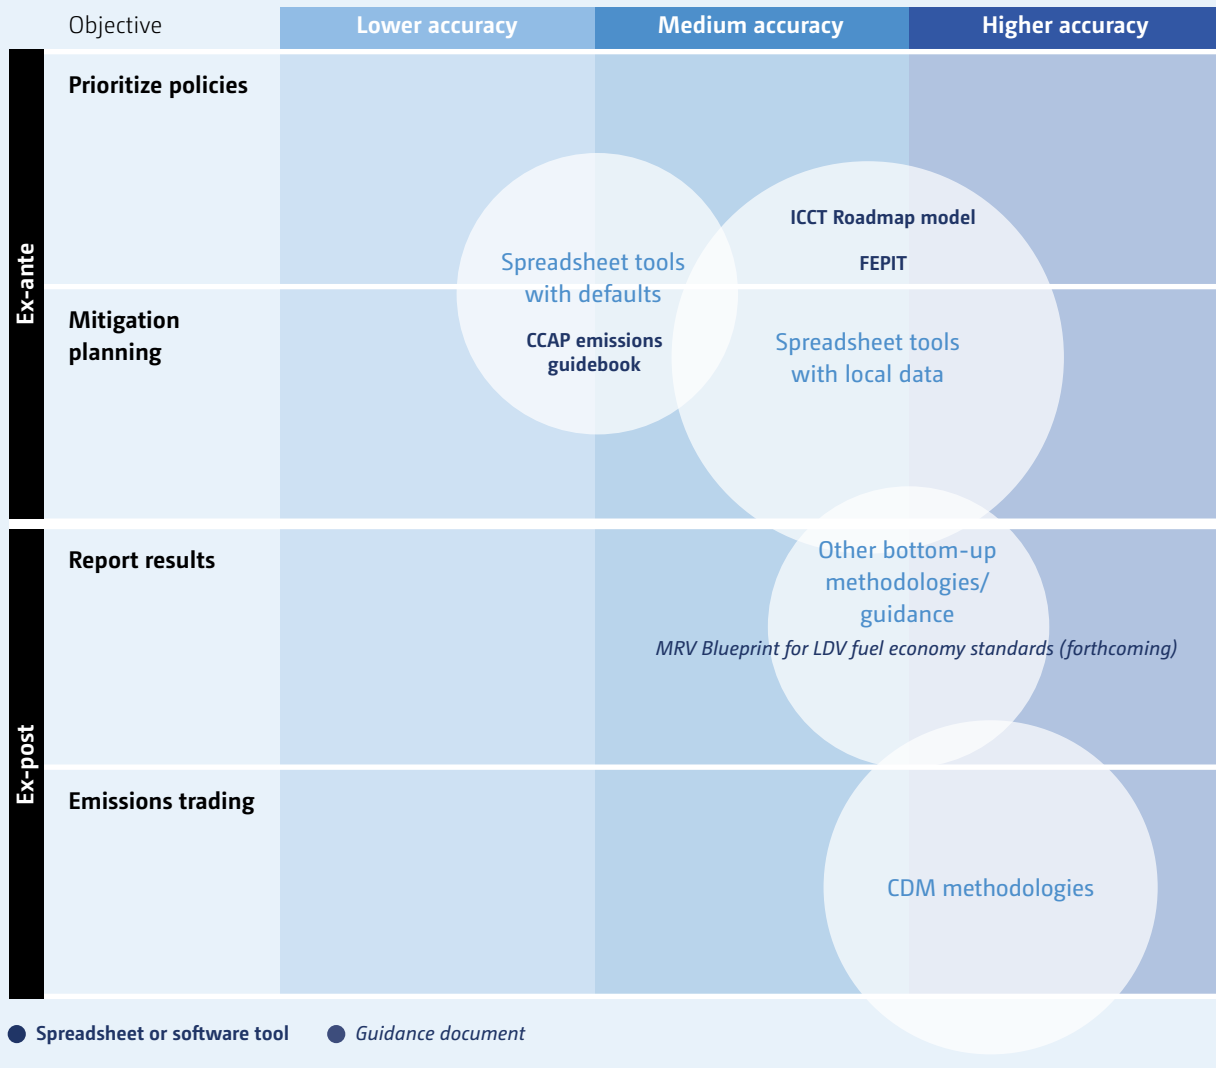 Objective
Lower accuracy
Medium accuracy
Higher accuracy
Ex-ante
Prioritize policies
ICCT Roadmap model
FEPIT
Spreadsheet tools
with defaults
CCAP emissions
guidebook
Mitigation
planning
Spreadsheet tools
with local data
Ex-post
Report results
Other bottom-up
methodologies/
guidance
MRV Blueprint for LDV fuel economy standards (forthcoming)
Emissions trading
CDM methodologies
Spreadsheet or software tool
Guidance document